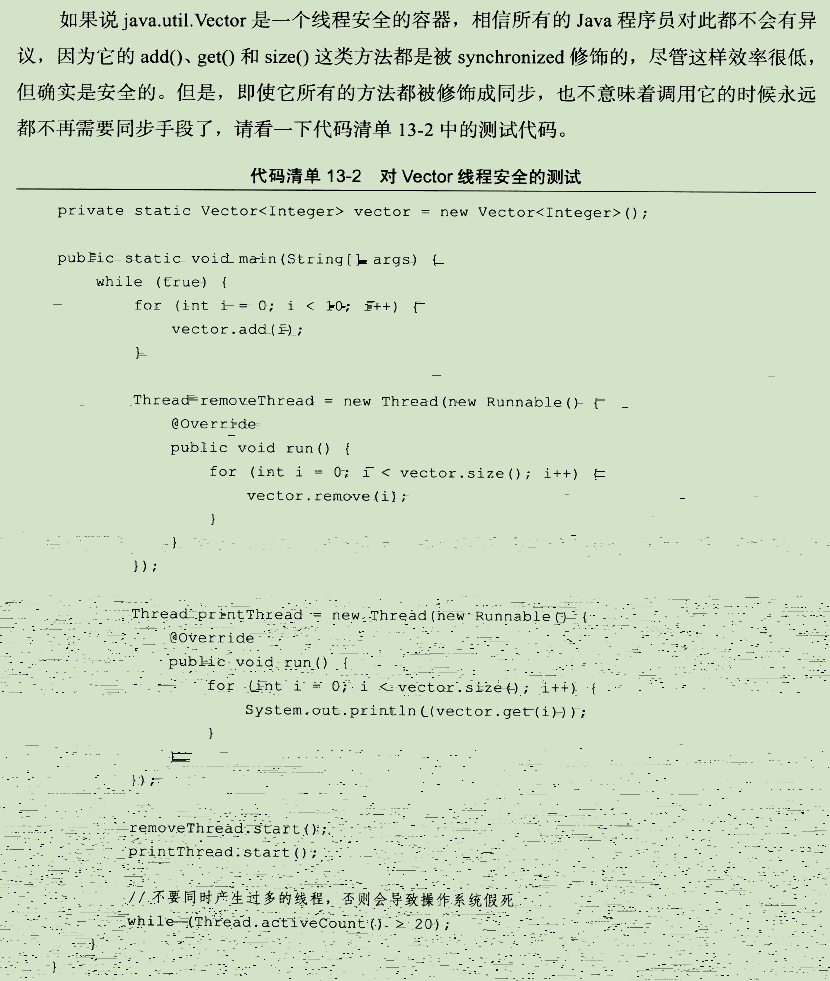 如果说 java.util.Vector 是一个线程安全的容器，相信所有的 Java 程序员对此都不会有异
议，因为它的 add()、get() 和 size() 这类方法都是被 synchronized 修饰的，尽管这样效率很低，
但确实是安全的。但是，即使它所有的方法都被修饰成同步，也不意味着调用它的时候永远
都不再需要同步手段了，请看一下代码清单 13-2 中的测试代码。
代码清单 13-2 对 Vector 线程安全的测试
private static Vector<Integer> vector = new Vector<Integer>();
public static void main(String[] args) {
while (true) {
for (int i = 0; i < 10; i++) {
vector.add(i);
}
Thread removeThread = new Thread(new Runnable() {
@Override
public void run() {
for (int i = 0; i < vector.size(); i++) {
vector.remove(i);
}
}
});
Thread printThread = new Thread(new Runnable() {
@Override
public void run() {
for (int i = 0; i < vector.size(); i++) {
System.out.println((vector.get(i)));
}
}
});
removeThread.start();
printThread.start();
//不要同时产生过多的线程，否则会导致操作系统假死
while (Thread.activeCount() > 20);
}
}